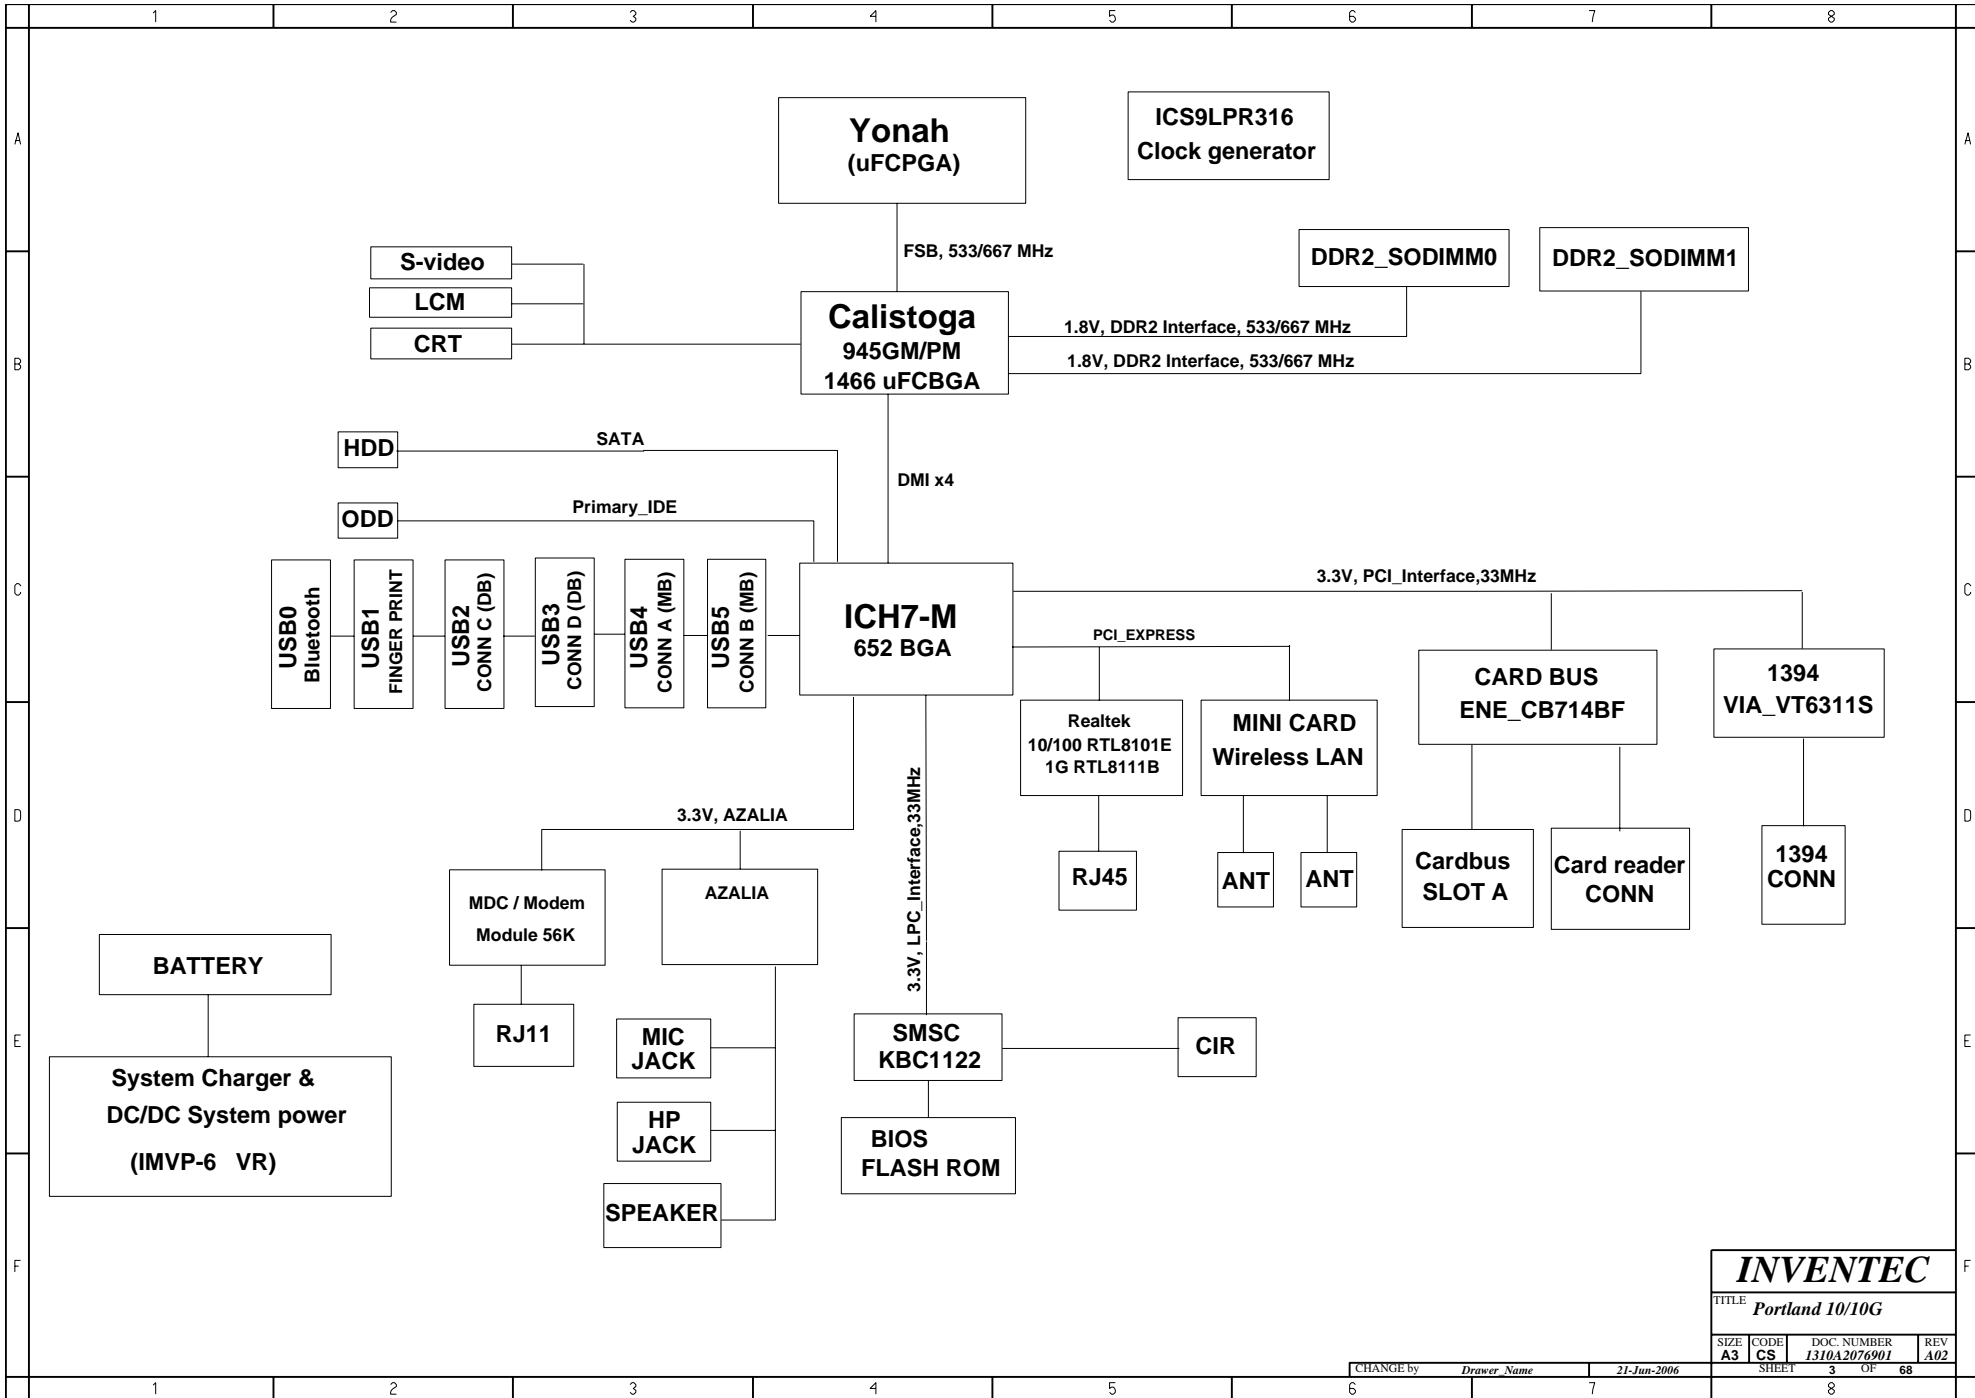 1 2 3 4 5 6 7 8
A A
Yonah
(uFCPGA)
ICS9LPR316
Clock generator
FSB, 533/667 MHz
S-video
LCM
CRT
DDR2_SODIMM0
DDR2_SODIMM1
B B
Calistoga
945GM/PM
1466 uFCBGA
1.8V, DDR2 Interface, 533/667 MHz
1.8V, DDR2 Interface, 533/667 MHz
HDD
SATA
DMI x4
ODD
Primary_IDE
C C
USB0
Bluetooth
USB1
FINGER PRINT
USB2
CONN C (DB)
USB3
CONN D (DB)
USB4
CONN A (MB)
USB5
CONN B (MB)
ICH7-M
652 BGA
3.3V, PCI_Interface,33MHz
PCI_EXPRESS
CARD BUS
ENE_CB714BF
1394
VIA_VT6311S
Realtek
10/100 RTL8101E
1G RTL8111B
MINI CARD
Wireless LAN
D D
3.3V, AZALIA
3.3V, LPC_Interface,33MHz
MDC / Modem
Module 56K
AZALIA
RJ45
ANT
ANT
Cardbus
SLOT A
Card reader
CONN
1394
CONN
E E
BATTERY
System Charger &
DC/DC System power
(IMVP-6 VR)
RJ11
MIC
JACK
HP
JACK
SPEAKER
SMSC
KBC1122
CIR
BIOS
FLASH ROM
F F
INVENTEC
TITLE Portland 10/10G
SIZE CODE DOC. NUMBER REV
A3 CS 1310A2076901 A02
CHANGE by Drawer_Name 21-Jun-2006 SHEET 3 OF 68
1 2 3 4 5 6 7 8